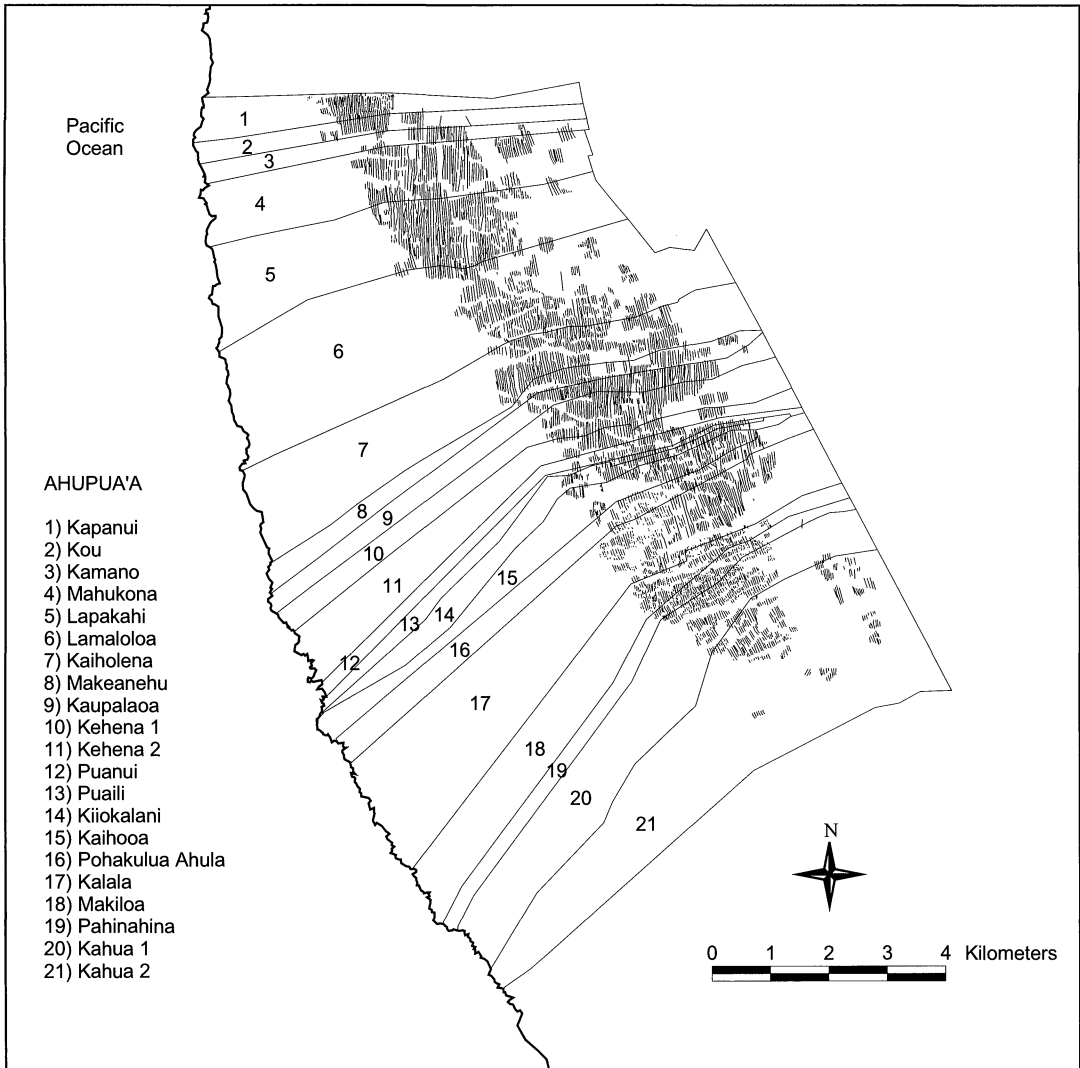 Pacific
Ocean
1
2
3
4
5
6
7
8
9
10
11
12
13
14
15
16
17
18
19
20
21
AHUPUA'A
1) Kapanui
2) Kou
3) Kamano
4) Mahukona
5) Lapakahi
6) Lamaloloa
7) Kaiholena
8) Makeanehu
9) Kaupalaoa
10) Kehena 1
11) Kehena 2
12) Puanui
13) Puaili
14) Kiiokalani
15) Kaihooa
16) Pohakulua Ahula
17) Kalala
18) Makiloa
19) Pahinahina
20) Kahua 1
21) Kahua 2
N
0 1 2 3 4 Kilometers